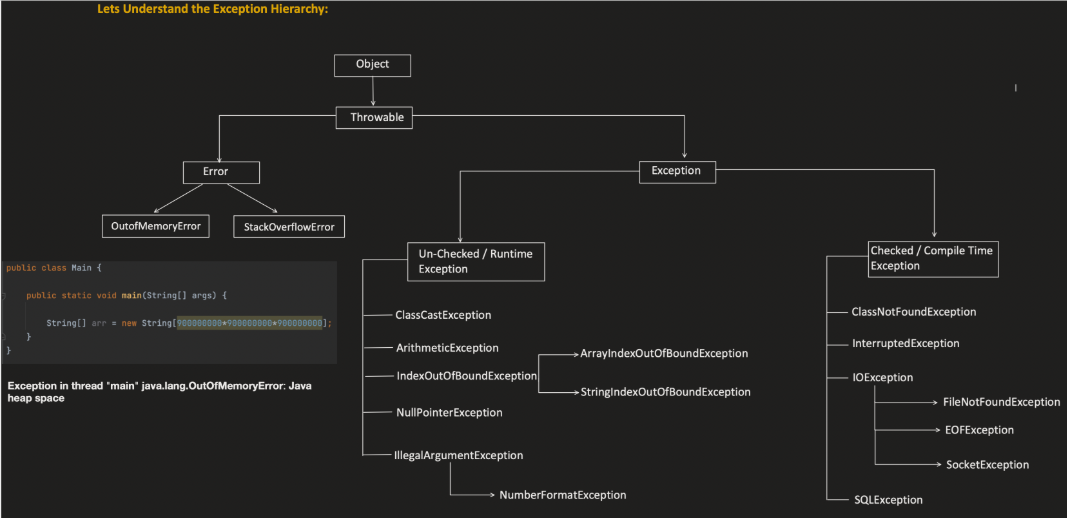 Lets Understand the Exception Hierarchy:
Object
Throwable
Error
Exception
OutofMemoryError
StackOverflowError
Un-Checked / Runtime
Exception
Checked / Compile Time
Exception
public class Main {
public static void main(String[] args) {
String[] arr = new String[900000000*900000000*900000000];
}
}
Exception in thread "main" java.lang.OutOfMemoryError: Java
heap space
ClassCastException
ArithmeticException
IndexOutOfBoundException
ArrayIndexOutOfBoundException
StringIndexOutOfBoundException
NullPointerException
IllegalArgumentException
NumberFormatException
ClassNotFoundException
InterruptedException
IOException
FileNotFoundException
EOFException
SocketException
SQLException